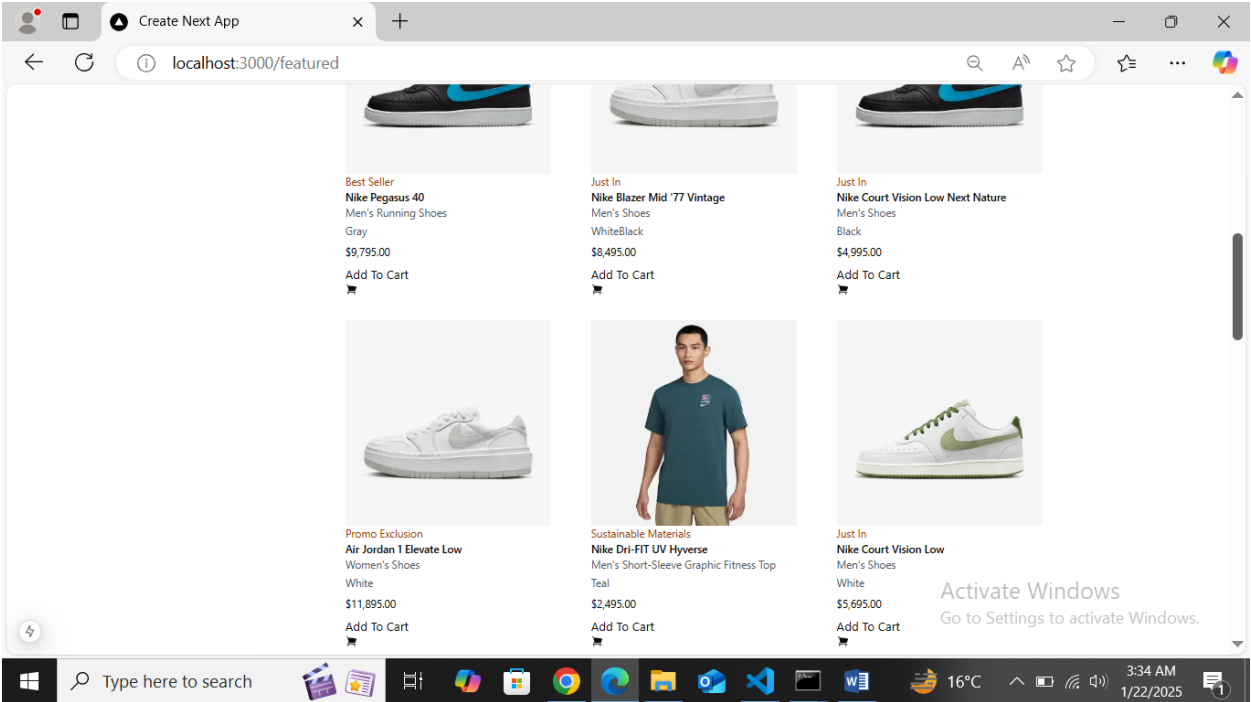 Create Next App
localhost:3000/featured
Best Seller
Nike Pegasus 40
Men's Running Shoes
Gray
$9,795.00
Add To Cart
Just In
Nike Blazer Mid '77 Vintage
Men's Shoes
WhiteBlack
$8,495.00
Add To Cart
Just In
Nike Court Vision Low Next Nature
Men's Shoes
Black
$4,995.00
Add To Cart
Promo Exclusion
Air Jordan 1 Elevate Low
Women's Shoes
White
$11,895.00
Add To Cart
Sustainable Materials
Nike Dri-FIT UV Hyverse
Men's Short-Sleeve Graphic Fitness Top
Teal
$2,495.00
Add To Cart
Just In
Nike Court Vision Low
Men's Shoes
White
$5,695.00
Add To Cart
Activate Windows
Go to Settings to activate Windows.
Type here to search
16°C
3:34 AM
1/22/2025
1